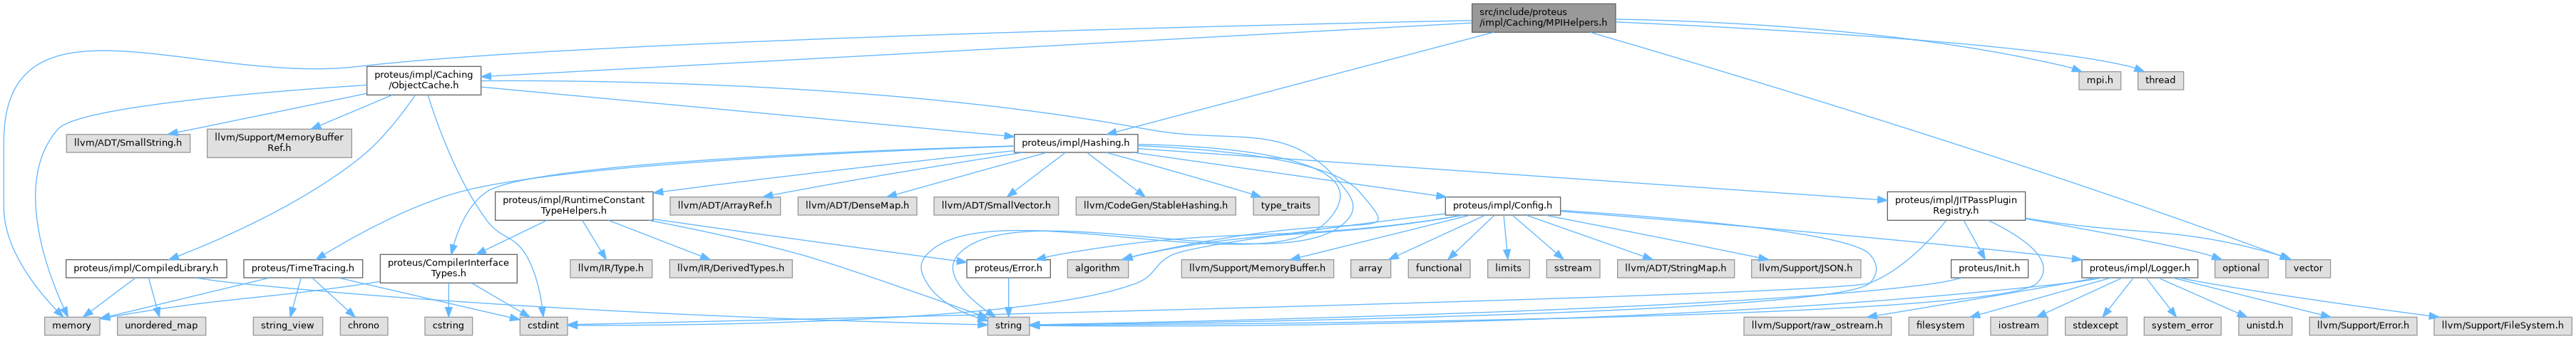 src/include/proteus
/impl/Caching/MPIHelpers.h
proteus/impl/Caching
/ObjectCache.h
mpi.h
thread
llvm/ADT/SmallString.h
llvm/Support/MemoryBuffer
Ref.h
proteus/impl/Hashing.h
proteus/impl/RuntimeConstant
TypeHelpers.h
llvm/ADT/ArrayRef.h
llvm/ADT/DenseMap.h
llvm/ADT/SmallVector.h
llvm/CodeGen/StableHashing.h
type_traits
proteus/impl/Config.h
proteus/impl/JITPassPlugin
Registry.h
proteus/impl/CompiledLibrary.h
proteus/TimeTracing.h
proteus/CompilerInterface
Types.h
llvm/IR/Type.h
llvm/IR/DerivedTypes.h
proteus/Error.h
algorithm
llvm/Support/MemoryBuffer.h
array
functional
limits
sstream
llvm/ADT/StringMap.h
llvm/Support/JSON.h
proteus/Init.h
proteus/impl/Logger.h
optional
vector
memory
unordered_map
string_view
chrono
cstring
cstdint
string
llvm/Support/raw_ostream.h
filesystem
iostream
stdexcept
system_error
unistd.h
llvm/Support/Error.h
llvm/Support/FileSystem.h